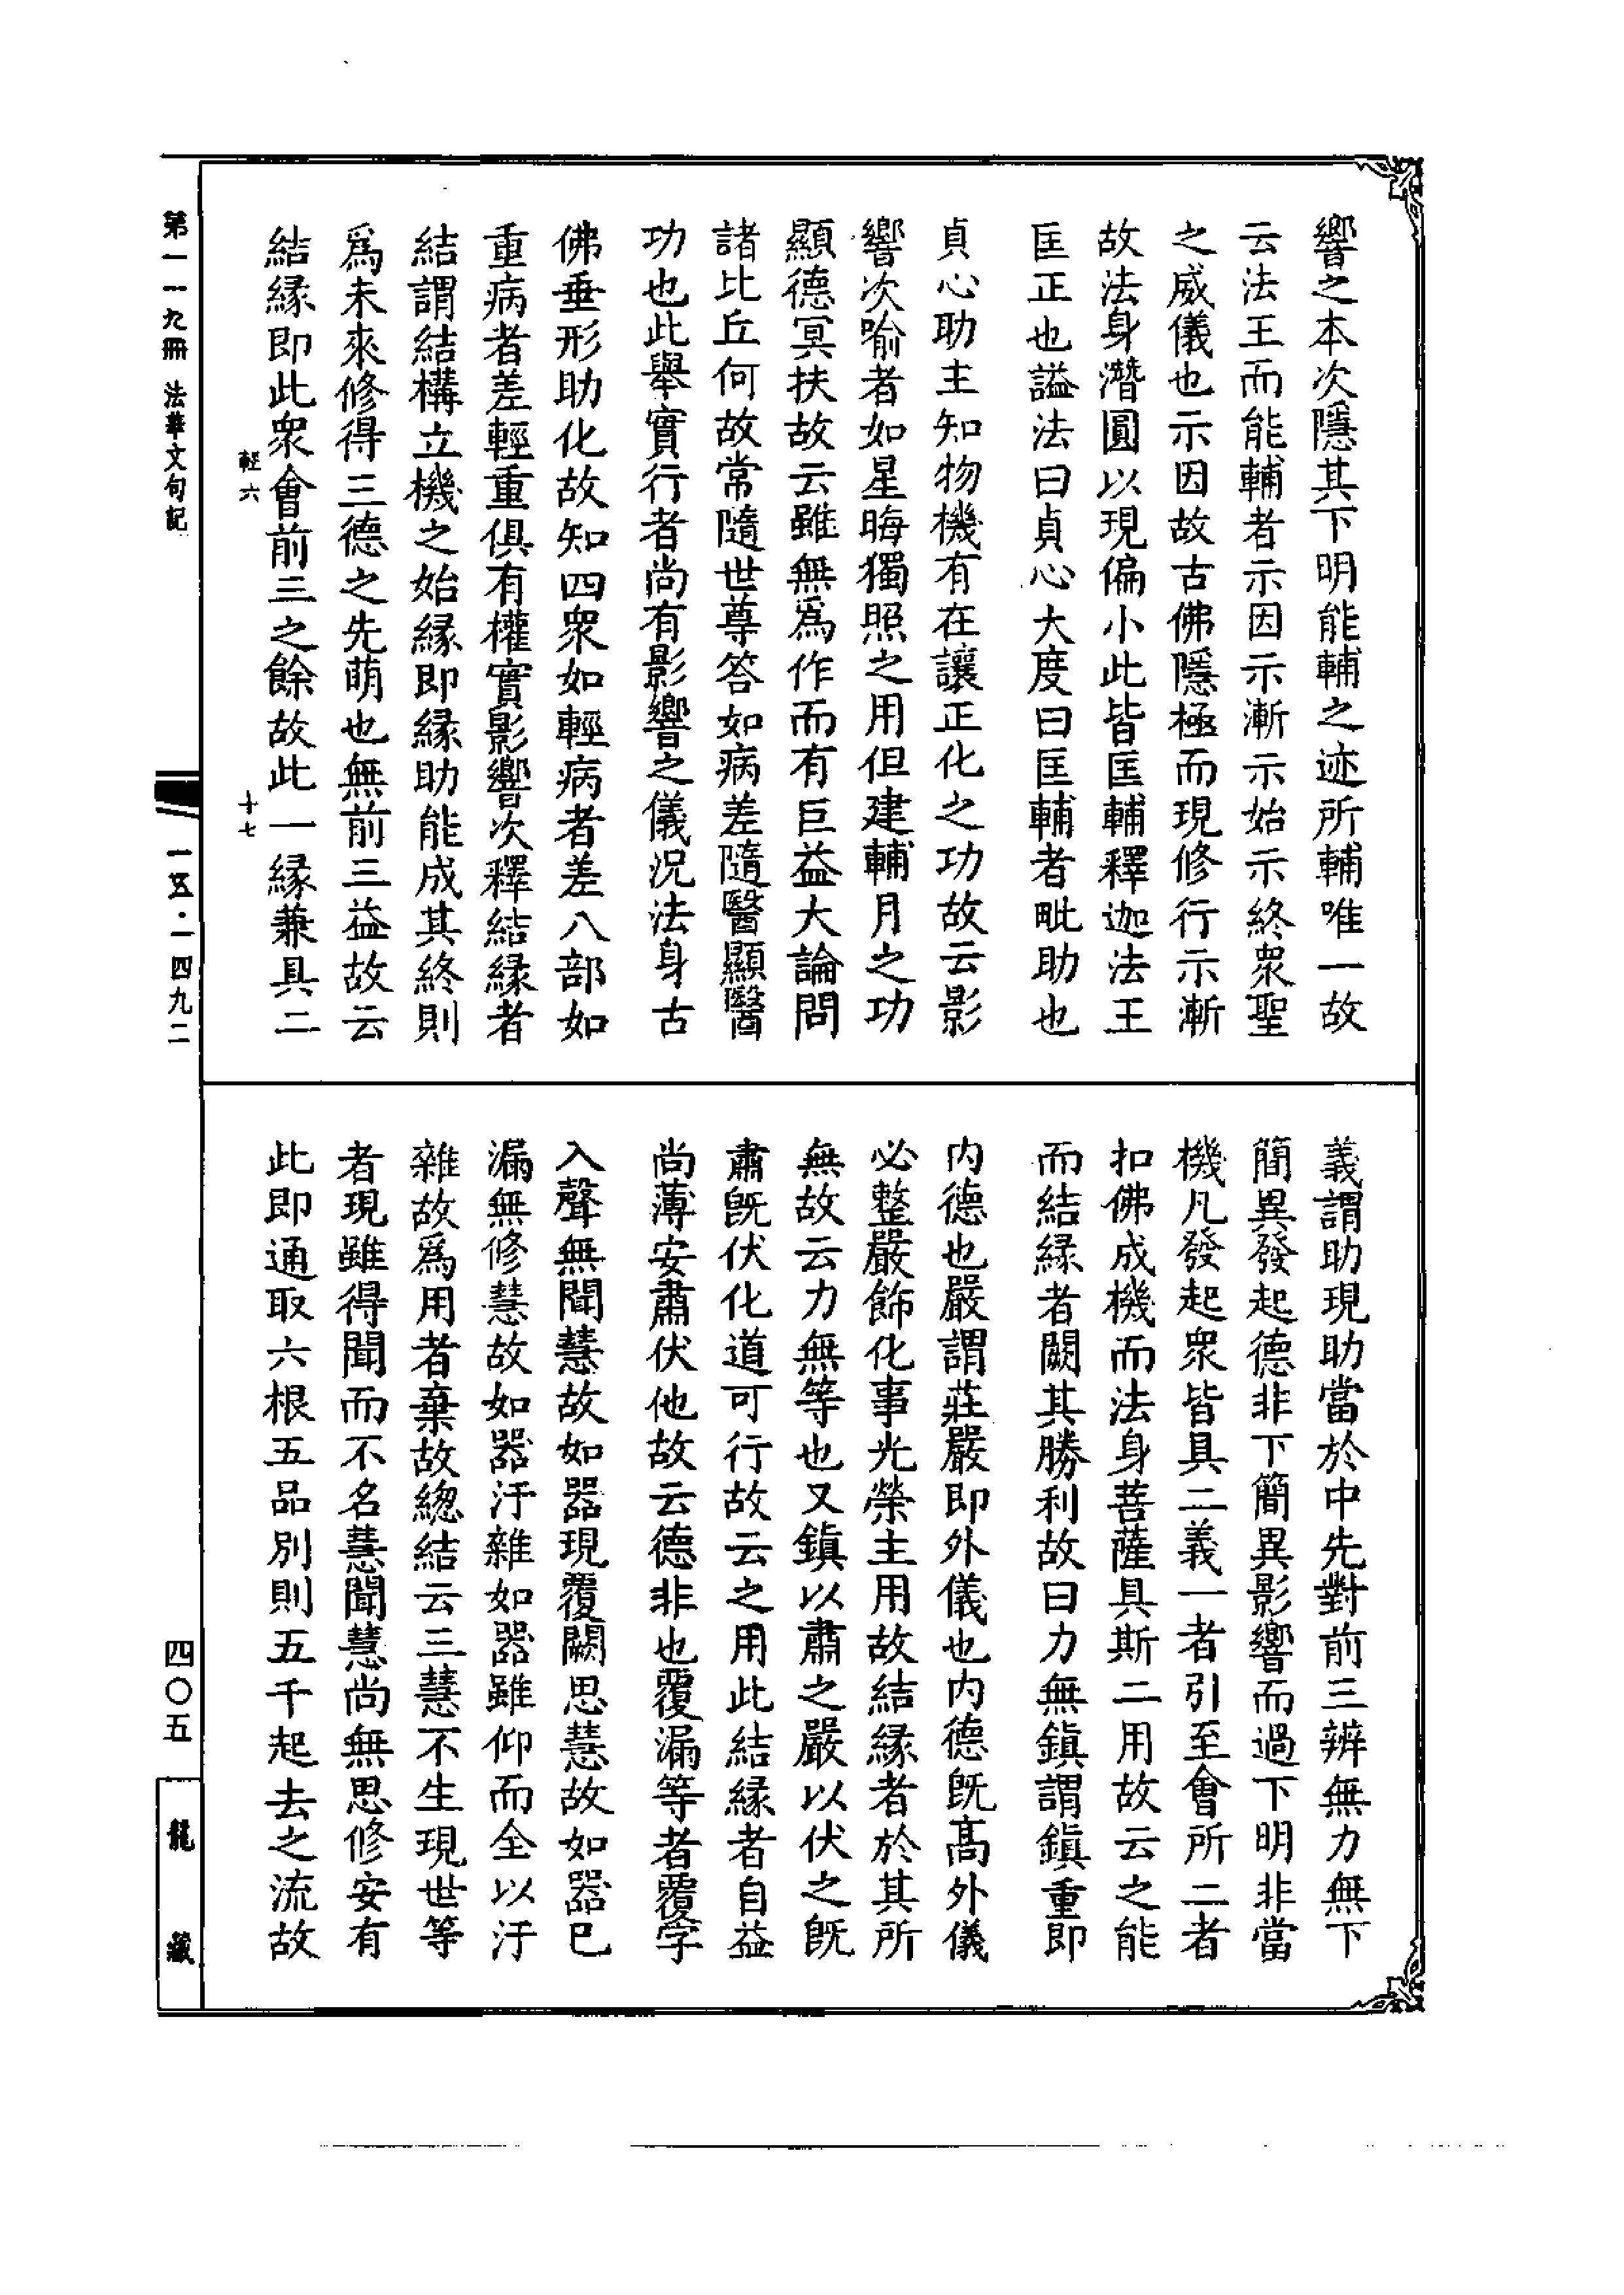 響之本次隱其下明能輔之迹所輔唯一故
云法王而能輔者示因示漸示始示終衆聖
之威儀也示因故古佛隱極而現修行示漸
故法身潛圓以現偏小此皆匡輔釋迦法王
匡正也謚法曰貞心大度曰匡輔者毗助也
貞心助主知物機有在讓正化之功故云影
響次喻者如星晦獨照之用但建輔月之功
顯德冥扶故云雖無爲作而有巨益大論問
諸比丘何故常隨世尊答如病差隨醫顯醫
功也此舉實行者尚有影響之儀况法身古
佛垂形助化故知四衆如輕病者差八部如
重病者差輕重俱有權實影響次釋結緣者
結謂結構立機之始緣即緣助能成其終則
爲未來修得三德之先萌也無前三益故云
結緣即此衆會前三之餘故此一緣兼具二
輕六
十七
義謂助現助當於中先對前三辨無力無下
簡異發起德非下簡異影響而過下明非當
機凡發起衆皆具二義一者引至會所二者
扣佛成機而法身菩薩具斯二用故云之能
而結緣者闕其勝利故曰力無鎮謂鎮重即
内德也嚴謂莊嚴即外儀也内德旣高外儀
必整嚴飾化事光榮主用故結緣者於其所
無故云力無等也又鎮以肅之嚴以伏之旣
肅旣伏化道可行故云之用此結緣者自益
尚薄安肅伏他故云德非也覆漏等者覆字
入聲無聞慧故如器現覆闕思慧故如器已
漏無修慧故如器汙雜如器雖仰而全以汙
雜故爲用者棄故緫結云三慧不生現世等
者現雖得聞而不名慧聞慧尚無思修安有
此即通取六根五品別則五千起去之流故
第一一九冊 法華文句記
一五·一四九二
四〇五
龍藏